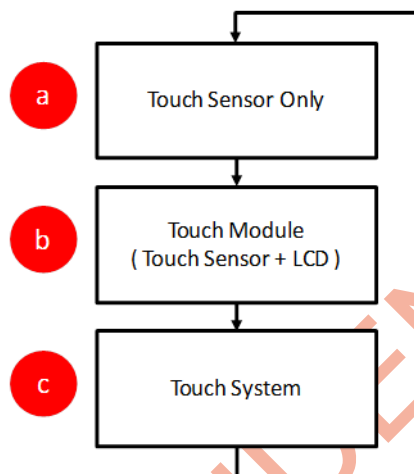 a
Touch Sensor Only
b
Touch Module
( Touch Sensor + LCD )
c
Touch System